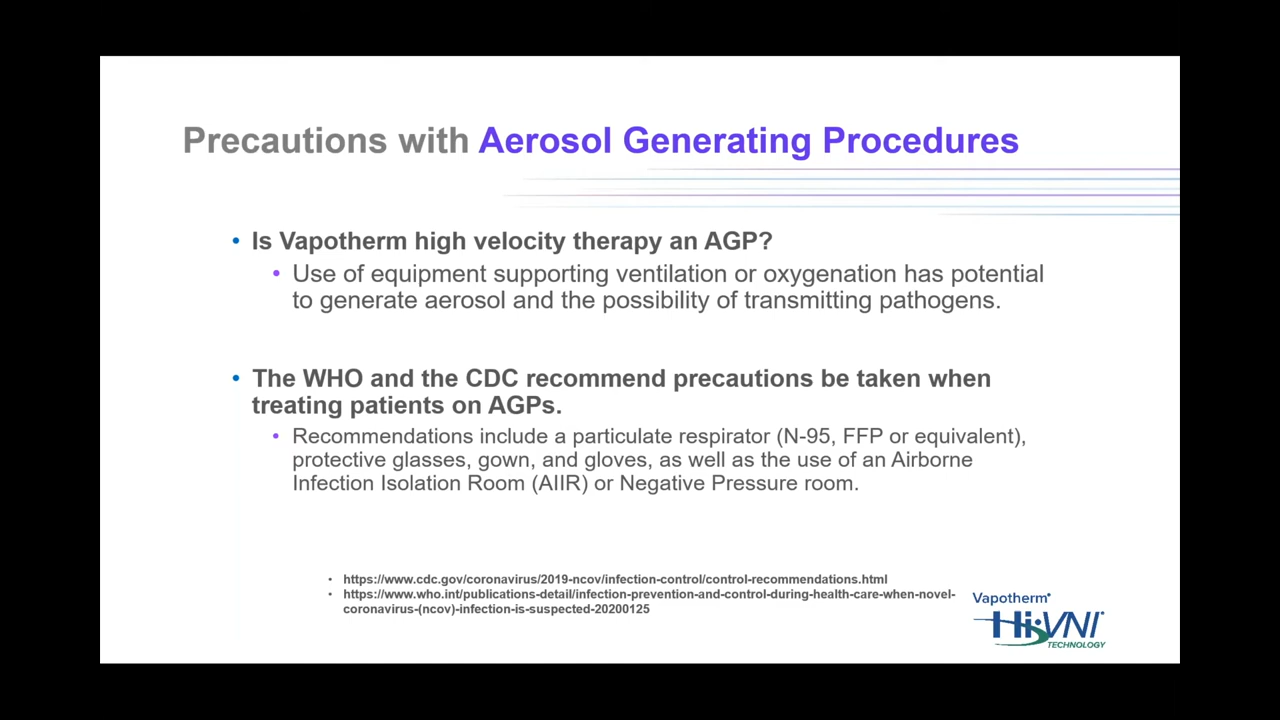 Precautions with Aerosol Generating Procedures
• Is Vapotherm high velocity therapy an AGP?
• Use of equipment supporting ventilation or oxygenation has potential
to generate aerosol and the possibility of transmitting pathogens.
• The WHO and the CDC recommend precautions be taken when
treating patients on AGPs.
• Recommendations include a particulate respirator (N-95, FFP or equivalent),
protective glasses, gown, and gloves, as well as the use of an Airborne
Infection Isolation Room (AIIR) or Negative Pressure room.
• https://www.cdc.gov/coronavirus/2019-ncov/infection-control/control-recommendations.html
• https://www.who.int/publications-detail/infection-prevention-and-control-during-health-care-when-novel-
coronavirus-(ncov)-infection-is-suspected-20200125
Vapotherm®
Hi-VNI®
TECHNOLOGY